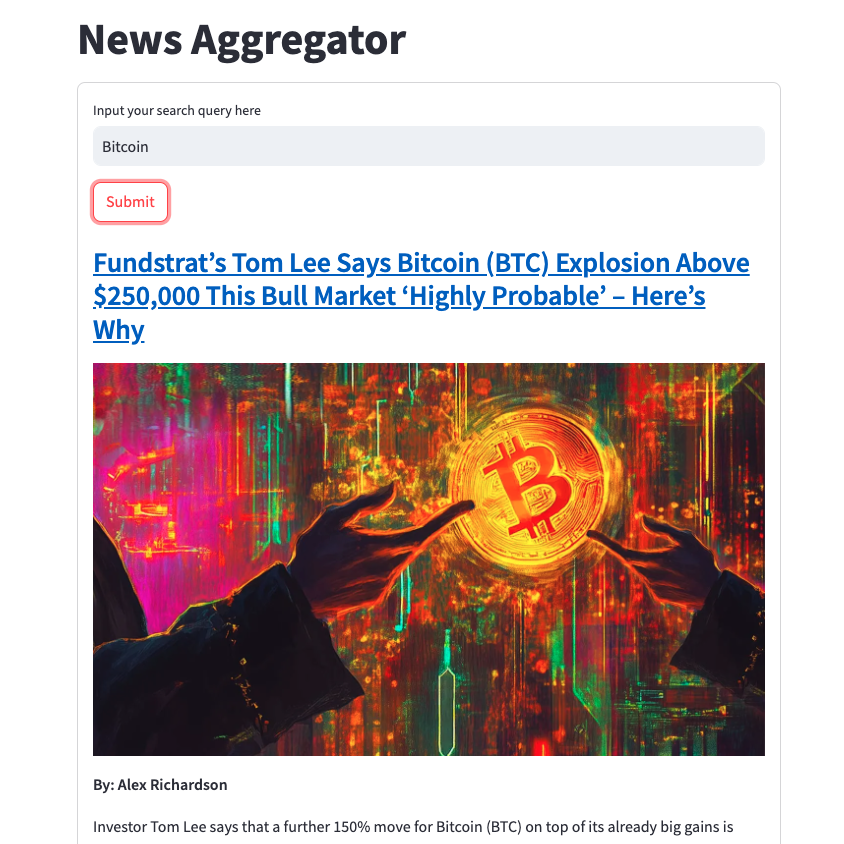 News Aggregator
Input your search query here
Bitcoin
Submit
Fundstrat’s Tom Lee Says Bitcoin (BTC) Explosion Above
$250,000 This Bull Market ‘Highly Probable’ – Here’s
Why
By: Alex Richardson
Investor Tom Lee says that a further 150% move for Bitcoin (BTC) on top of its already big gains is